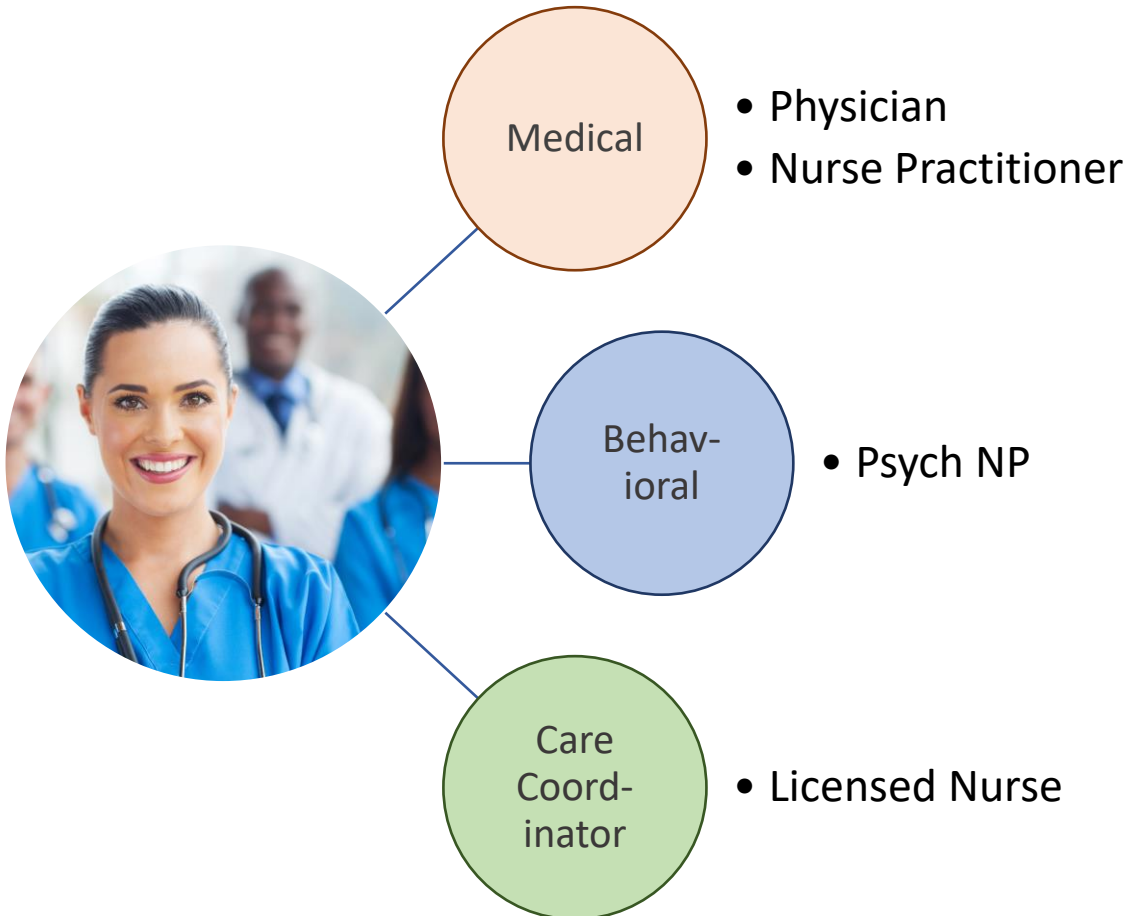 Medical
• Physician
• Nurse Practitioner
Behav-
ioral
• Psych NP
Care
Coord-
inator
• Licensed Nurse